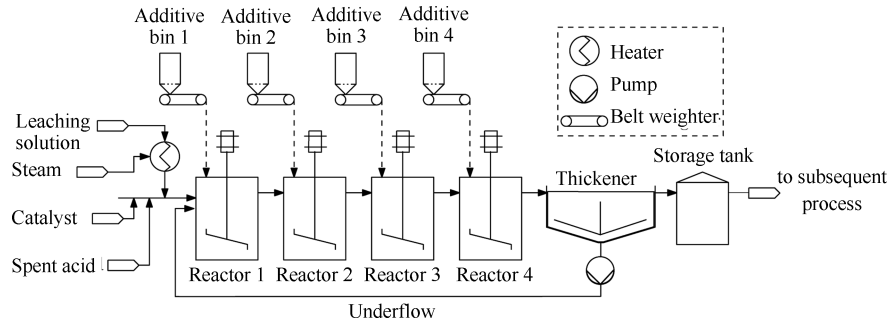 Additive
bin 1
Additive
bin 2
Additive
bin 3
Additive
bin 4
Heater
Pump
Belt weighter
Leaching
solution
Steam
Catalyst
Spent acid
Reactor 1
Reactor 2
Reactor 3
Reactor 4
Thickener
Storage tank
to subsequent
process
Underflow